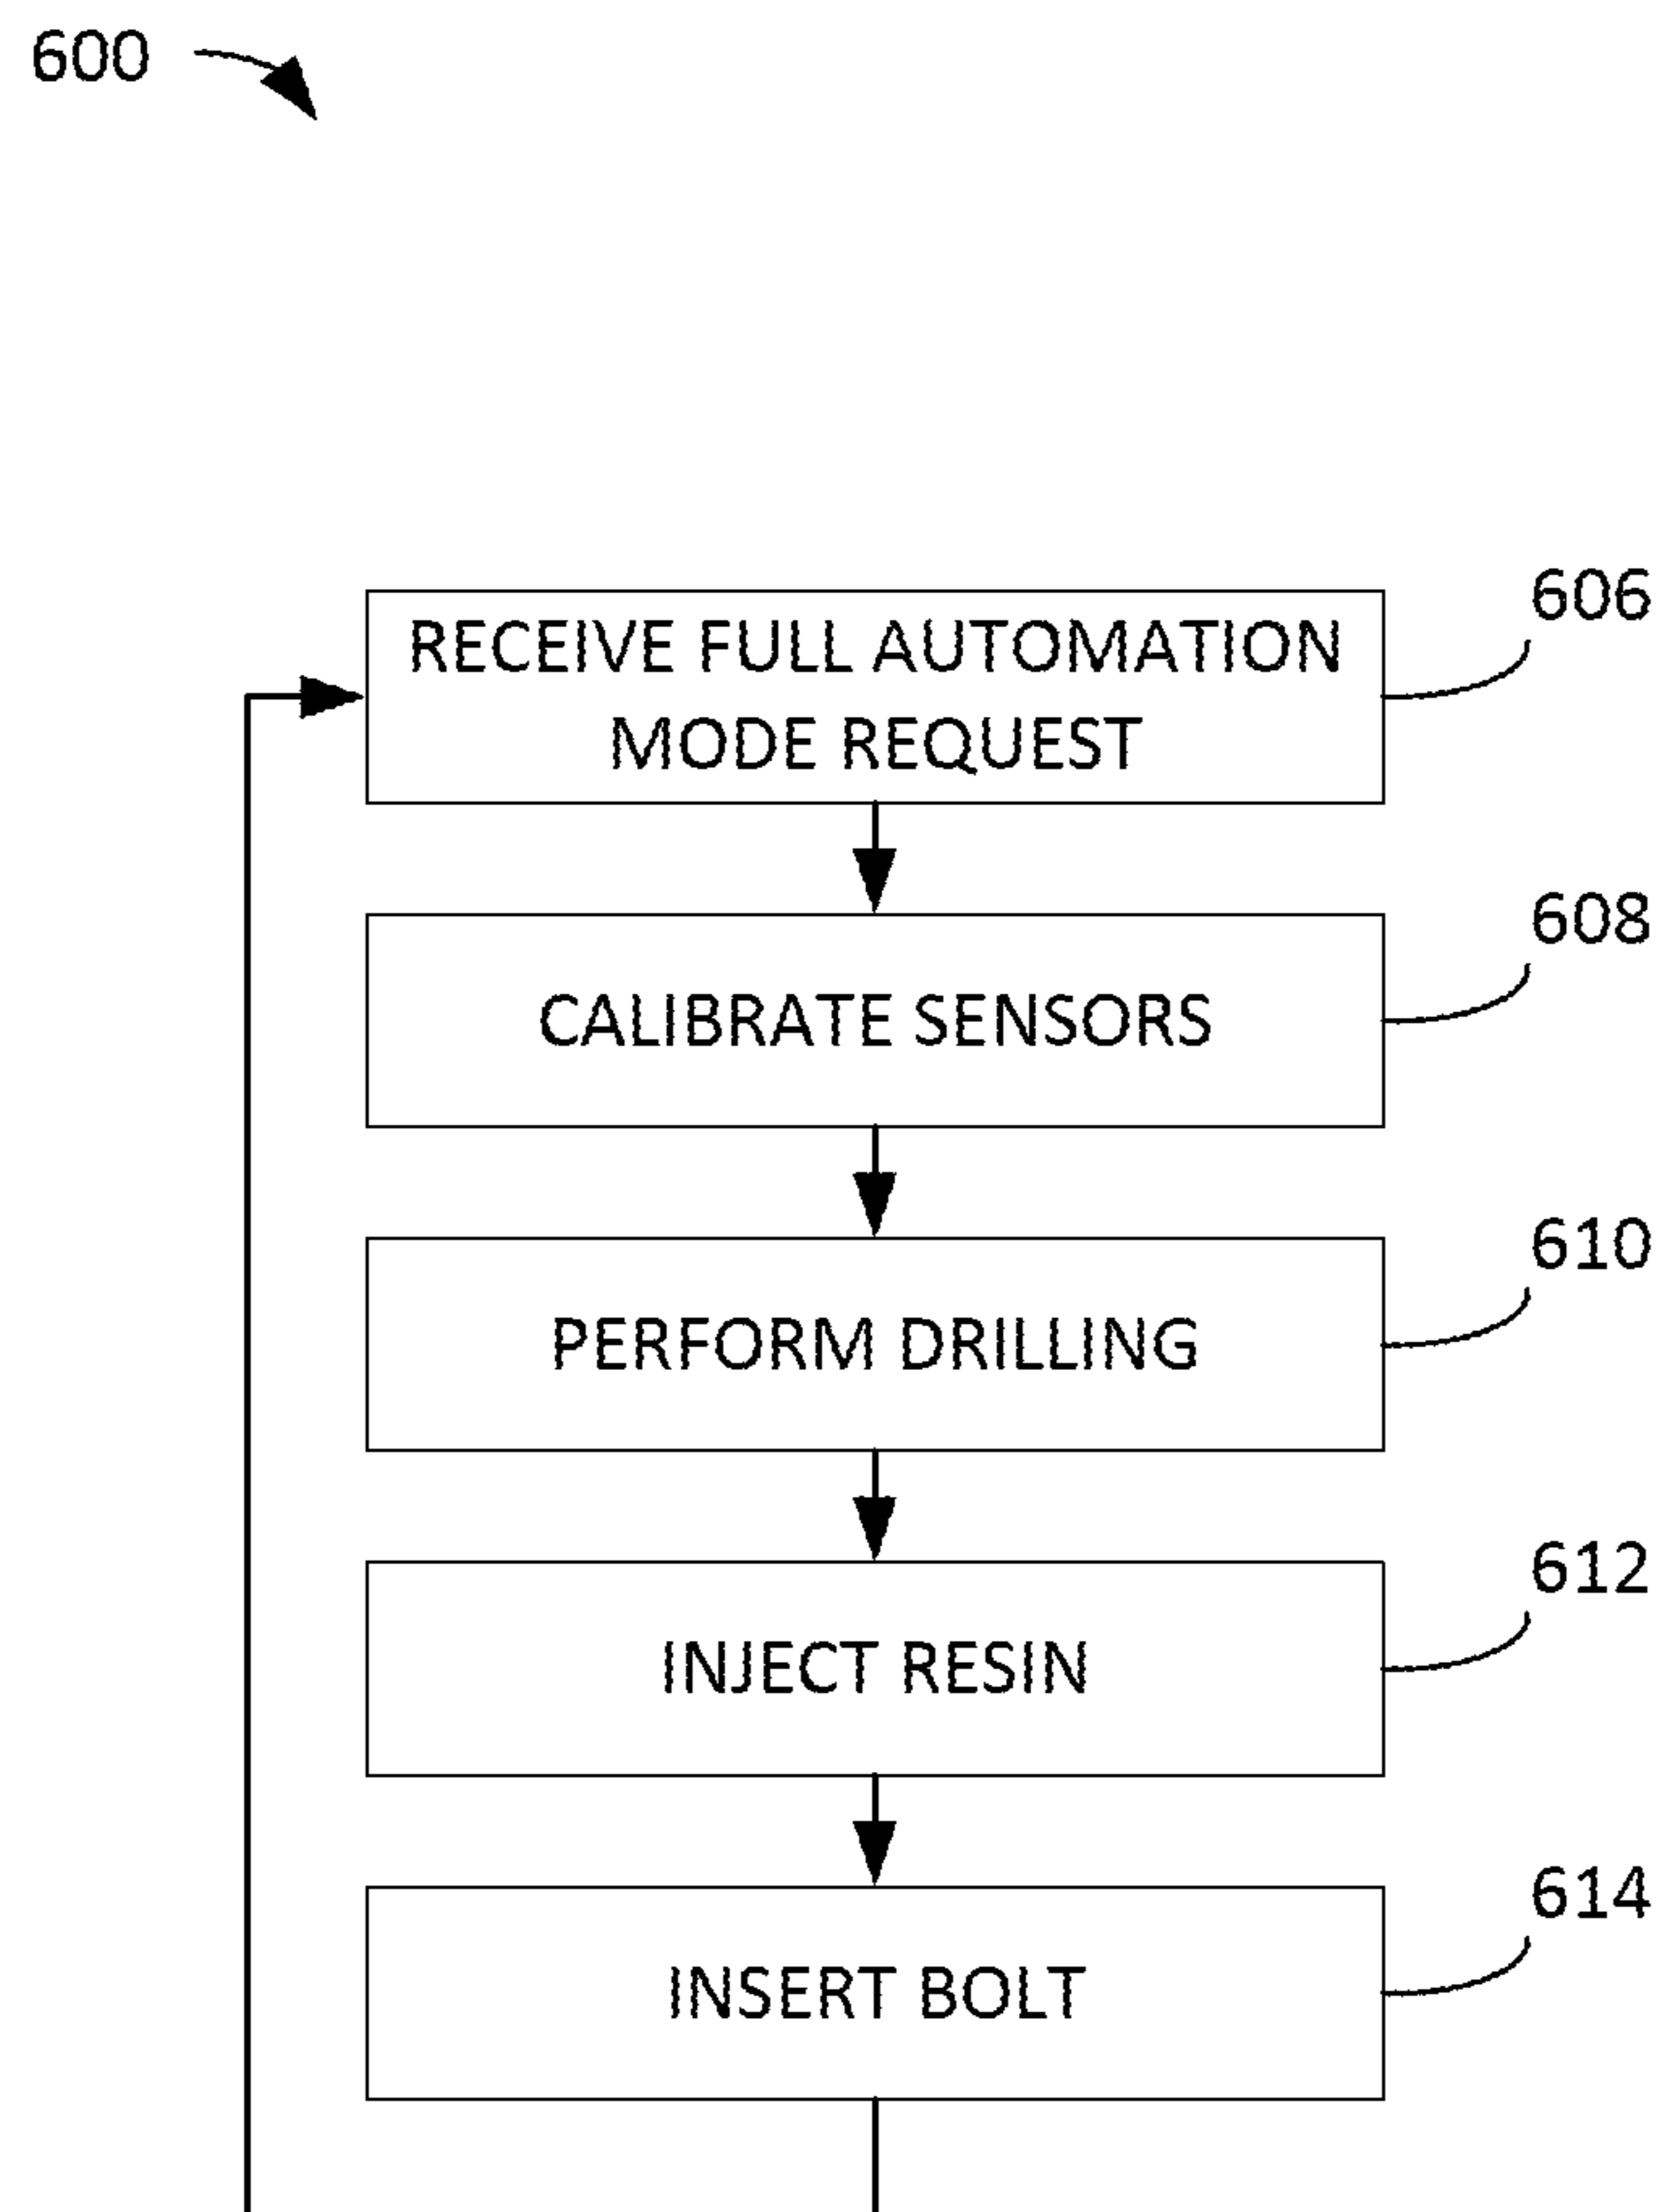 600
RECEIVE FULL AUTOMATION
MODE REQUEST
606
CALIBRATE SENSORS
608
PERFORM DRILLING
610
INJECT RESIN
612
INSERT BOLT
614